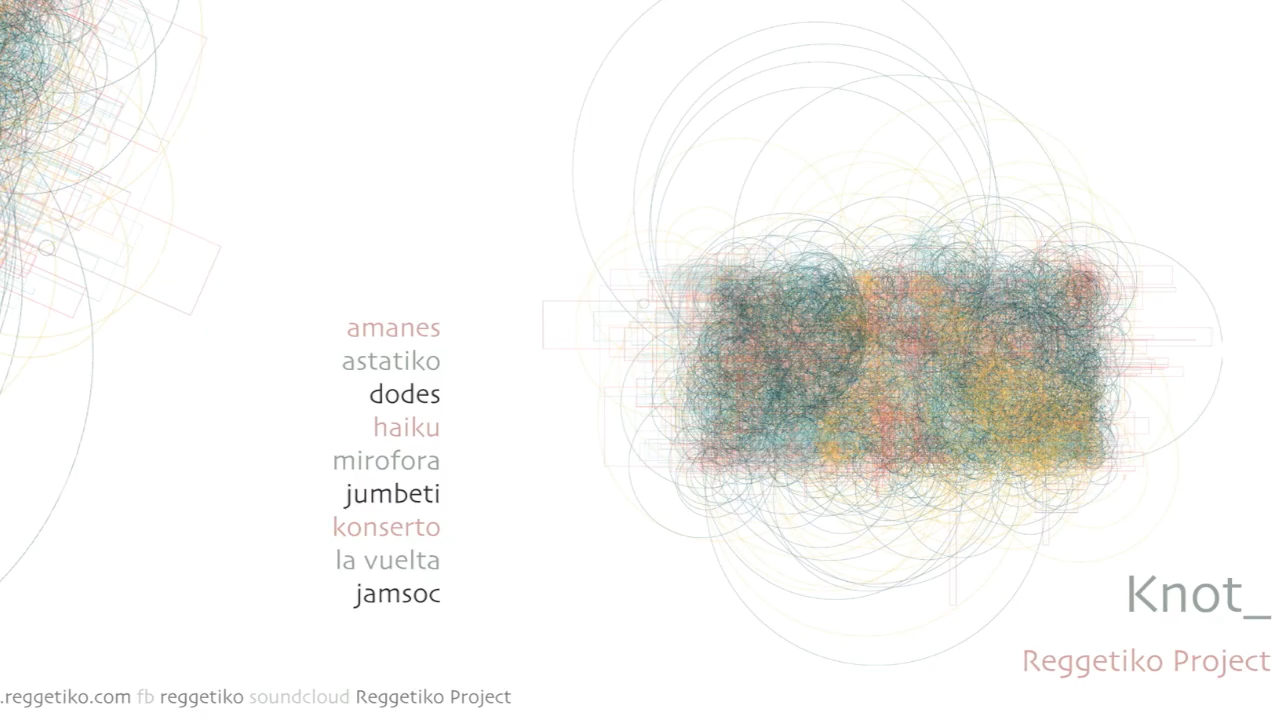 amanes
astatiko
dodes
haiku
mirofora
jumbeti
konserto
la vuelta
jamsoc
Knot_
Reggetiko Project
.reggetiko.com fb reggetiko soundcloud Reggetiko Project